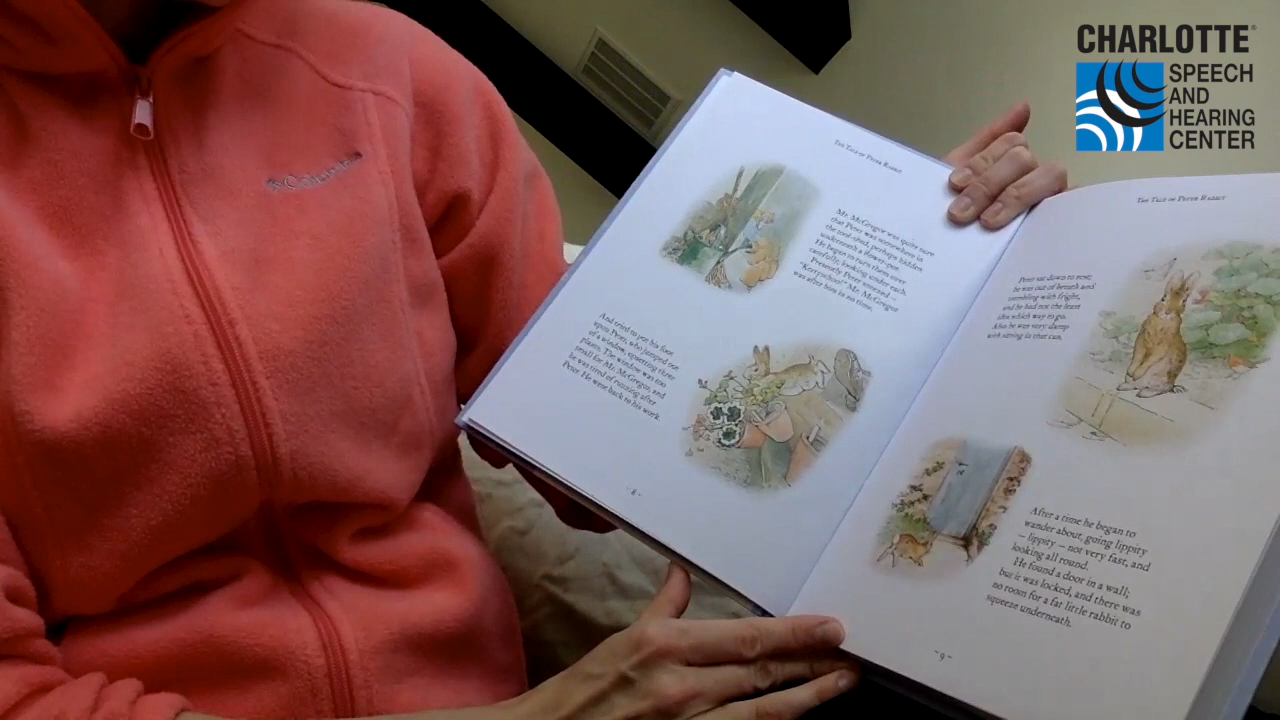 CHARLOTTE
SPEECH
AND
HEARING
CENTER
Columbia
THE TALE OF PETER RABBIT
Mr. McGregor was quite sure
that Peter was somewhere in
the tool-shed, perhaps hidden
underneath a flower-pot.
He began to turn them over
carefully, looking under each.
Presently Peter sneezed —
"Kertyschoo!" Mr. McGregor
was after him in no time,
And tried to put his foot
upon Peter, who jumped out
of a window, upsetting three
plants. The window was too
small for Mr. McGregor, and
he was tired of running after
Peter. He went back to his work.
~8~
THE TALE OF PETER RABBIT
Peter sat down to rest;
he was out of breath and
trembling with fright,
and he had not the least
idea which way to go.
Also he was very damp
with sitting in that can.
After a time he began to
wander about, going lippity
— lippity — not very fast, and
looking all round.
He found a door in a wall;
but it was locked, and there was
no room for a fat little rabbit to
squeeze underneath.
~9~